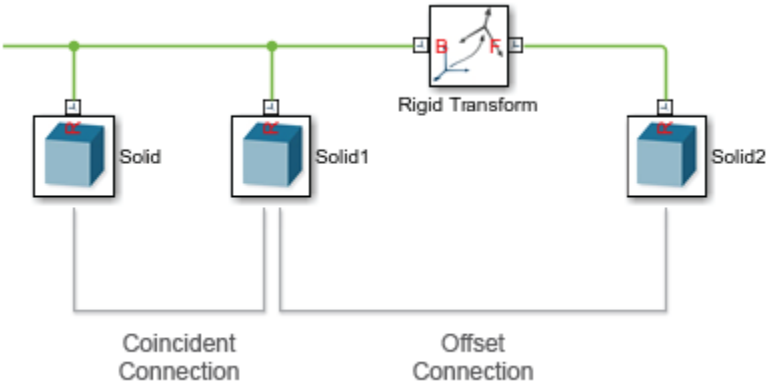 B F
Rigid Transform
R
Solid
R
Solid1
R
Solid2
Coincident
Connection
Offset
Connection